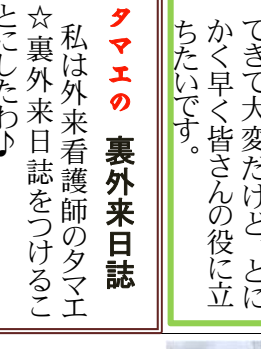 てきて大変だけど、とに
かく早く皆さんの役に立
ちたいです。
タマエの 裏外来日誌
私は外来看護師のタマエ
☆裏外来日誌をつけるこ
とにしたわ♪